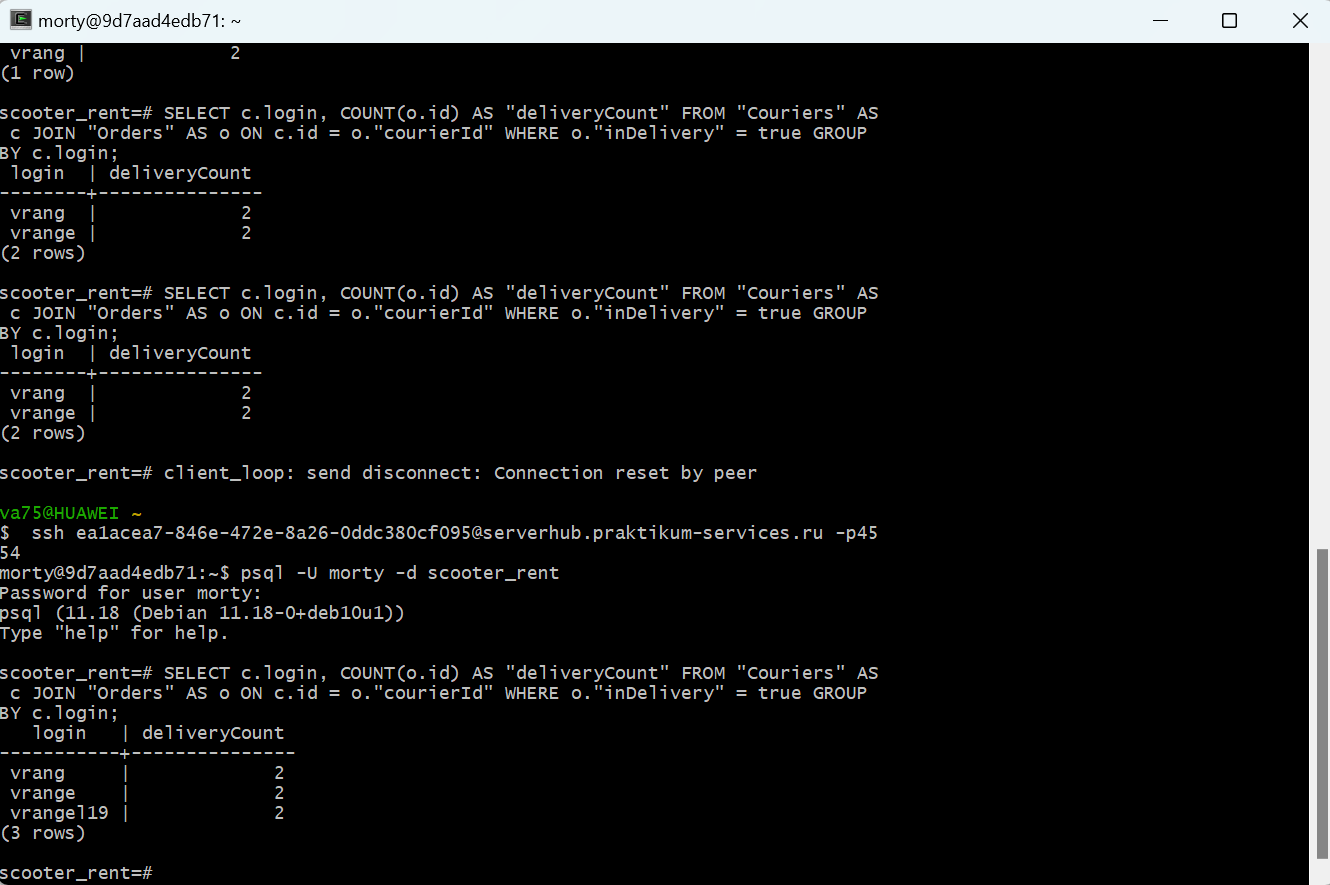 morty@9d7aad4edb71: ~
vrang |             2
(1 row)
scooter_rent=# SELECT c.login, COUNT(o.id) AS "deliveryCount" FROM "Couriers" AS
c JOIN "Orders" AS o ON c.id = o."courierId" WHERE o."inDelivery" = true GROUP
BY c.login;
login  | deliveryCount
--------+---------------
vrang  |             2
vrange |             2
(2 rows)
scooter_rent=# SELECT c.login, COUNT(o.id) AS "deliveryCount" FROM "Couriers" AS
c JOIN "Orders" AS o ON c.id = o."courierId" WHERE o."inDelivery" = true GROUP
BY c.login;
login  | deliveryCount
--------+---------------
vrang  |             2
vrange |             2
(2 rows)
scooter_rent=# client_loop: send disconnect: Connection reset by peer
va75@HUAWEI ~
$  ssh ea1acea7-846e-472e-8a26-0ddc380cf095@serverhub.praktikum-services.ru -p45
54
morty@9d7aad4edb71:~$ psql -U morty -d scooter_rent
Password for user morty:
psql (11.18 (Debian 11.18-0+deb10u1))
Type "help" for help.
scooter_rent=# SELECT c.login, COUNT(o.id) AS "deliveryCount" FROM "Couriers" AS
c JOIN "Orders" AS o ON c.id = o."courierId" WHERE o."inDelivery" = true GROUP
BY c.login;
login   | deliveryCount
-----------+---------------
vrang     |             2
vrange    |             2
vrangel19 |             2
(3 rows)
scooter_rent=#